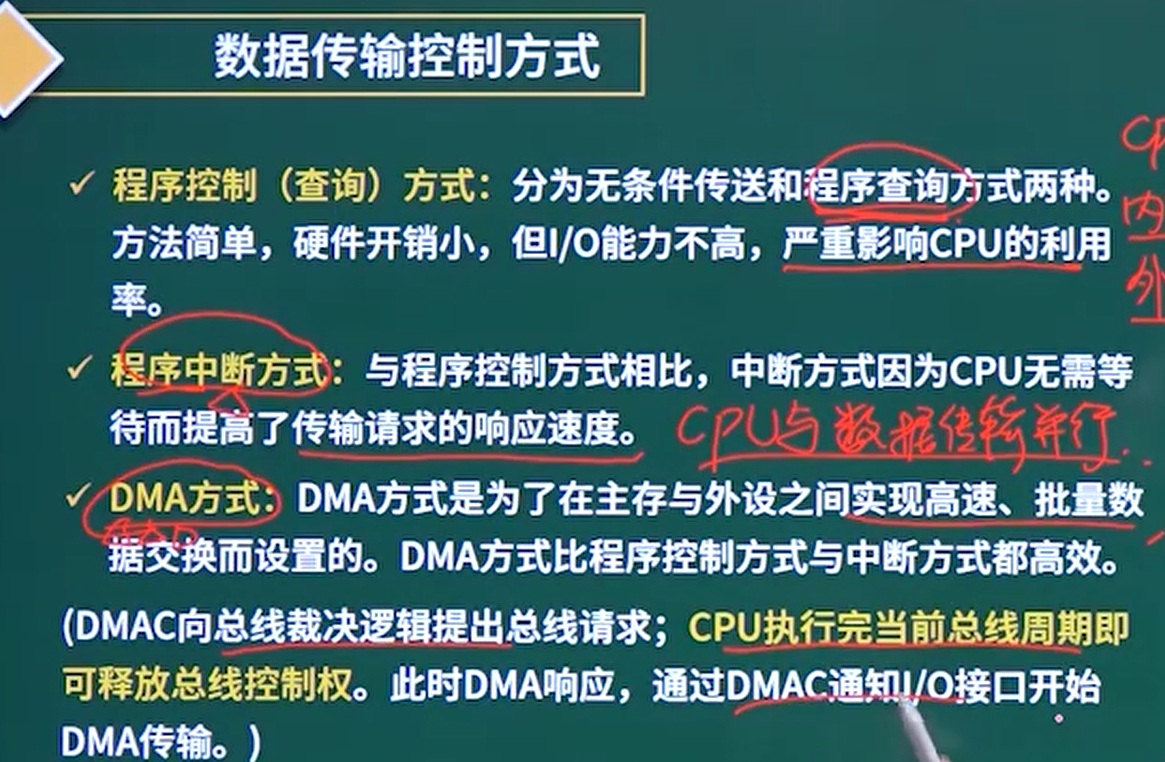 数据传输控制方式
✓ 程序控制（查询）方式：分为无条件传送和程序查询方式两种。
方法简单，硬件开销小，但I/O能力不高，严重影响CPU的利用
率。
✓ 程序中断方式：与程序控制方式相比，中断方式因为CPU无需等
待而提高了传输请求的响应速度。 CPU与数据传输并行
✓ DMA方式：DMA方式是为了在主存与外设之间实现高速、批量数
据交换而设置的。DMA方式比程序控制方式与中断方式都高效。
(DMAC向总线裁决逻辑提出总线请求；CPU执行完当前总线周期即
可释放总线控制权。此时DMA响应，通过DMAC通知I/O接口开始
DMA传输。)
CP
内
外